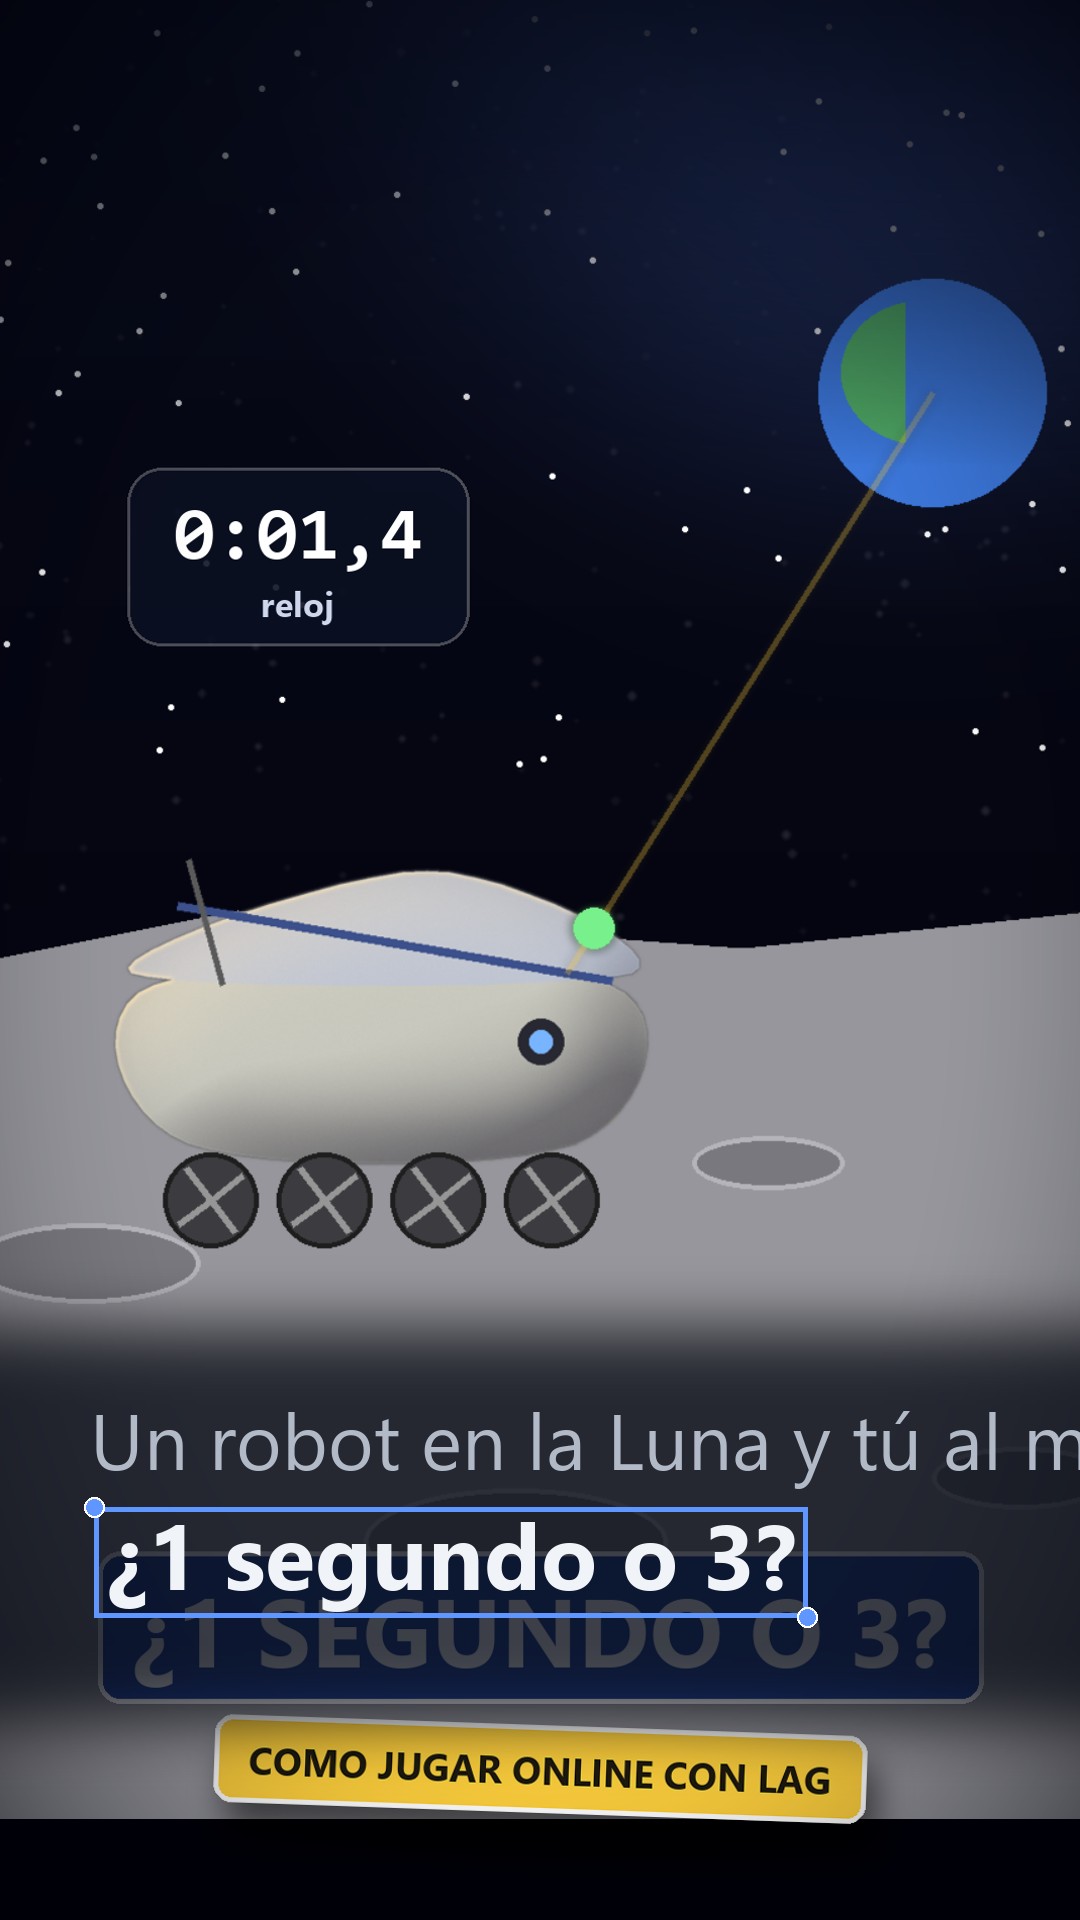 0:01,4
reloj
Un robot en la Luna y tú al m
¿1 segundo o 3?
¿1 SEGUNDO O 3?
COMO JUGAR ONLINE CON LAG